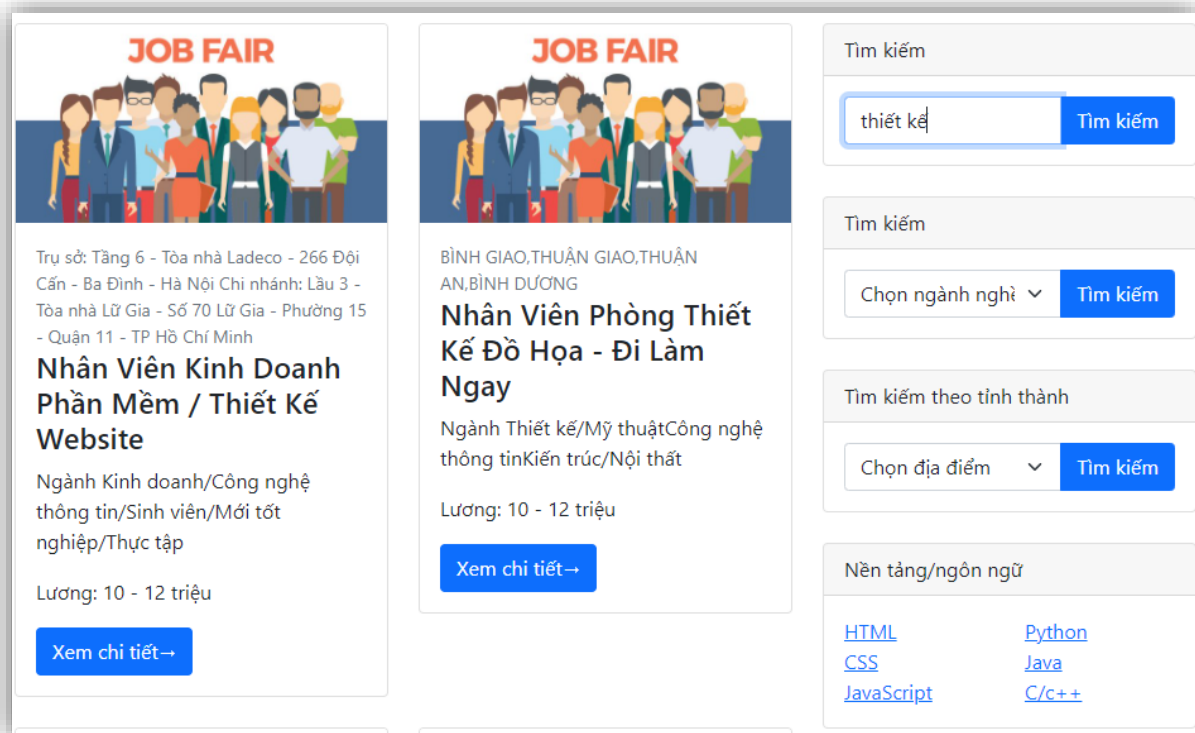 JOB FAIR
Trụ sở: Tầng 6 - Tòa nhà Ladeco - 266 Đội
Cấn - Ba Đình - Hà Nội Chi nhánh: Lầu 3 -
Tòa nhà Lữ Gia - Số 70 Lữ Gia - Phường 15
- Quận 11 - TP Hồ Chí Minh
Nhân Viên Kinh Doanh
Phần Mềm / Thiết Kế
Website
Ngành Kinh doanh/Công nghệ
thông tin/Sinh viên/Mới tốt
nghiệp/Thực tập
Lương: 10 - 12 triệu
Xem chi tiết→
JOB FAIR
BÌNH GIAO,THUẬN GIAO,THUẬN
AN,BÌNH DƯƠNG
Nhân Viên Phòng Thiết
Kế Đồ Họa - Đi Làm
Ngay
Ngành Thiết kế/Mỹ thuậtCông nghệ
thông tinKiến trúc/Nội thất
Lương: 10 - 12 triệu
Xem chi tiết→
Tìm kiếm
thiết kế Tìm kiếm
Tìm kiếm
Chọn ngành nghề Tìm kiếm
Tìm kiếm theo tỉnh thành
Chọn địa điểm Tìm kiếm
Nền tảng/ngôn ngữ
HTML Python
CSS Java
JavaScript C/c++